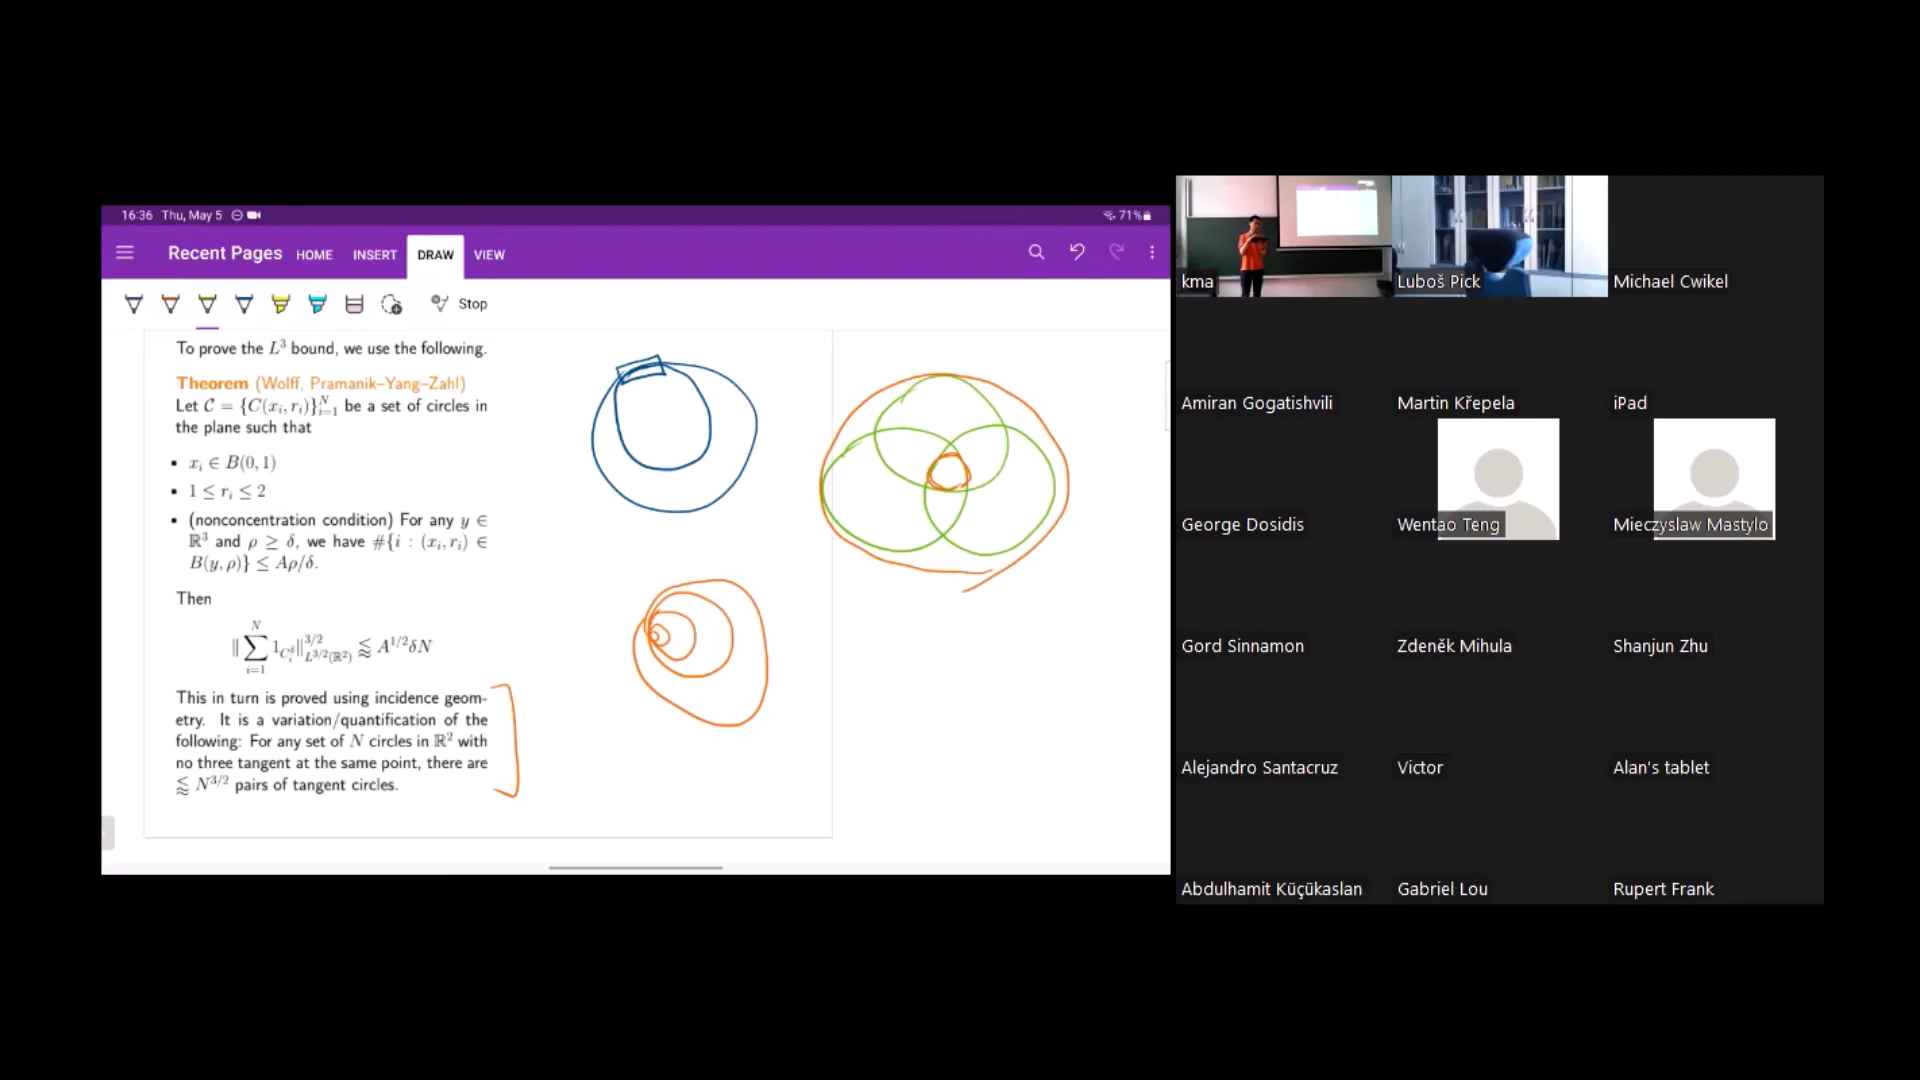 16:36 Thu, May 5
71%
Recent Pages HOME INSERT DRAW VIEW
Stop
To prove the L³ bound, we use the following.
Theorem (Wolff, Pramanik–Yang–Zahl)
Let 𝒞 = {C(xᵢ, rᵢ)}ᵢ₌₁ᴺ be a set of circles in
the plane such that
▪ xᵢ ∈ B(0, 1)
▪ 1 ≤ rᵢ ≤ 2
▪ (nonconcentration condition) For any y ∈
ℝ³ and ρ ≥ δ, we have #{i : (xᵢ, rᵢ) ∈
B(y, ρ)} ≤ Aρ/δ.
Then
‖∑ᵢ₌₁ᴺ 1_{Cᵢ^δ}‖_{L^{3/2}(ℝ²)}^{3/2} ⪅ A^{1/2}δN
This in turn is proved using incidence geom-
etry. It is a variation/quantification of the
following: For any set of N circles in ℝ² with
no three tangent at the same point, there are
⪅ N^{3/2} pairs of tangent circles.
kma Luboš Pick Michael Cwikel
Amiran Gogatishvili Martin Křepela iPad
George Dosidis Wentao Teng Mieczyslaw Mastylo
Gord Sinnamon Zdeněk Mihula Shanjun Zhu
Alejandro Santacruz Victor Alan's tablet
Abdulhamit Küçükaslan Gabriel Lou Rupert Frank